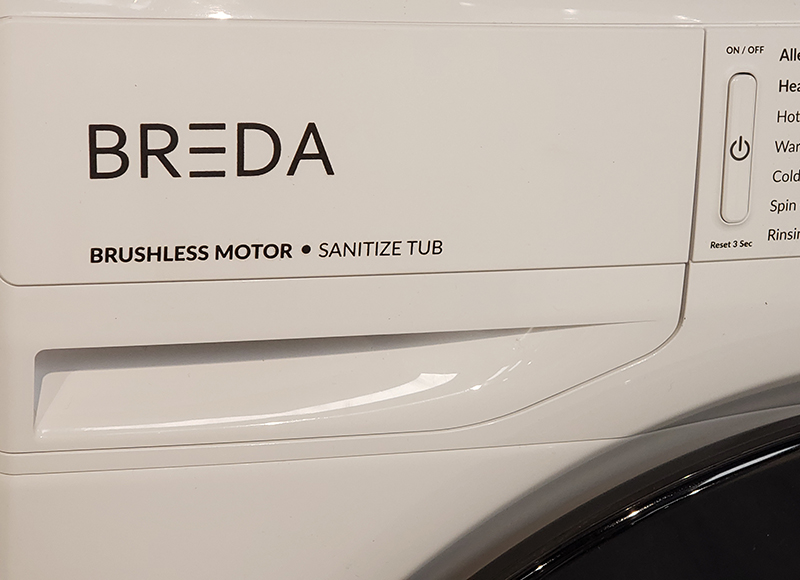 BREDA
BRUSHLESS MOTOR • SANITIZE TUB
ON / OFF
Reset 3 Sec
Hot
Cold
Spin